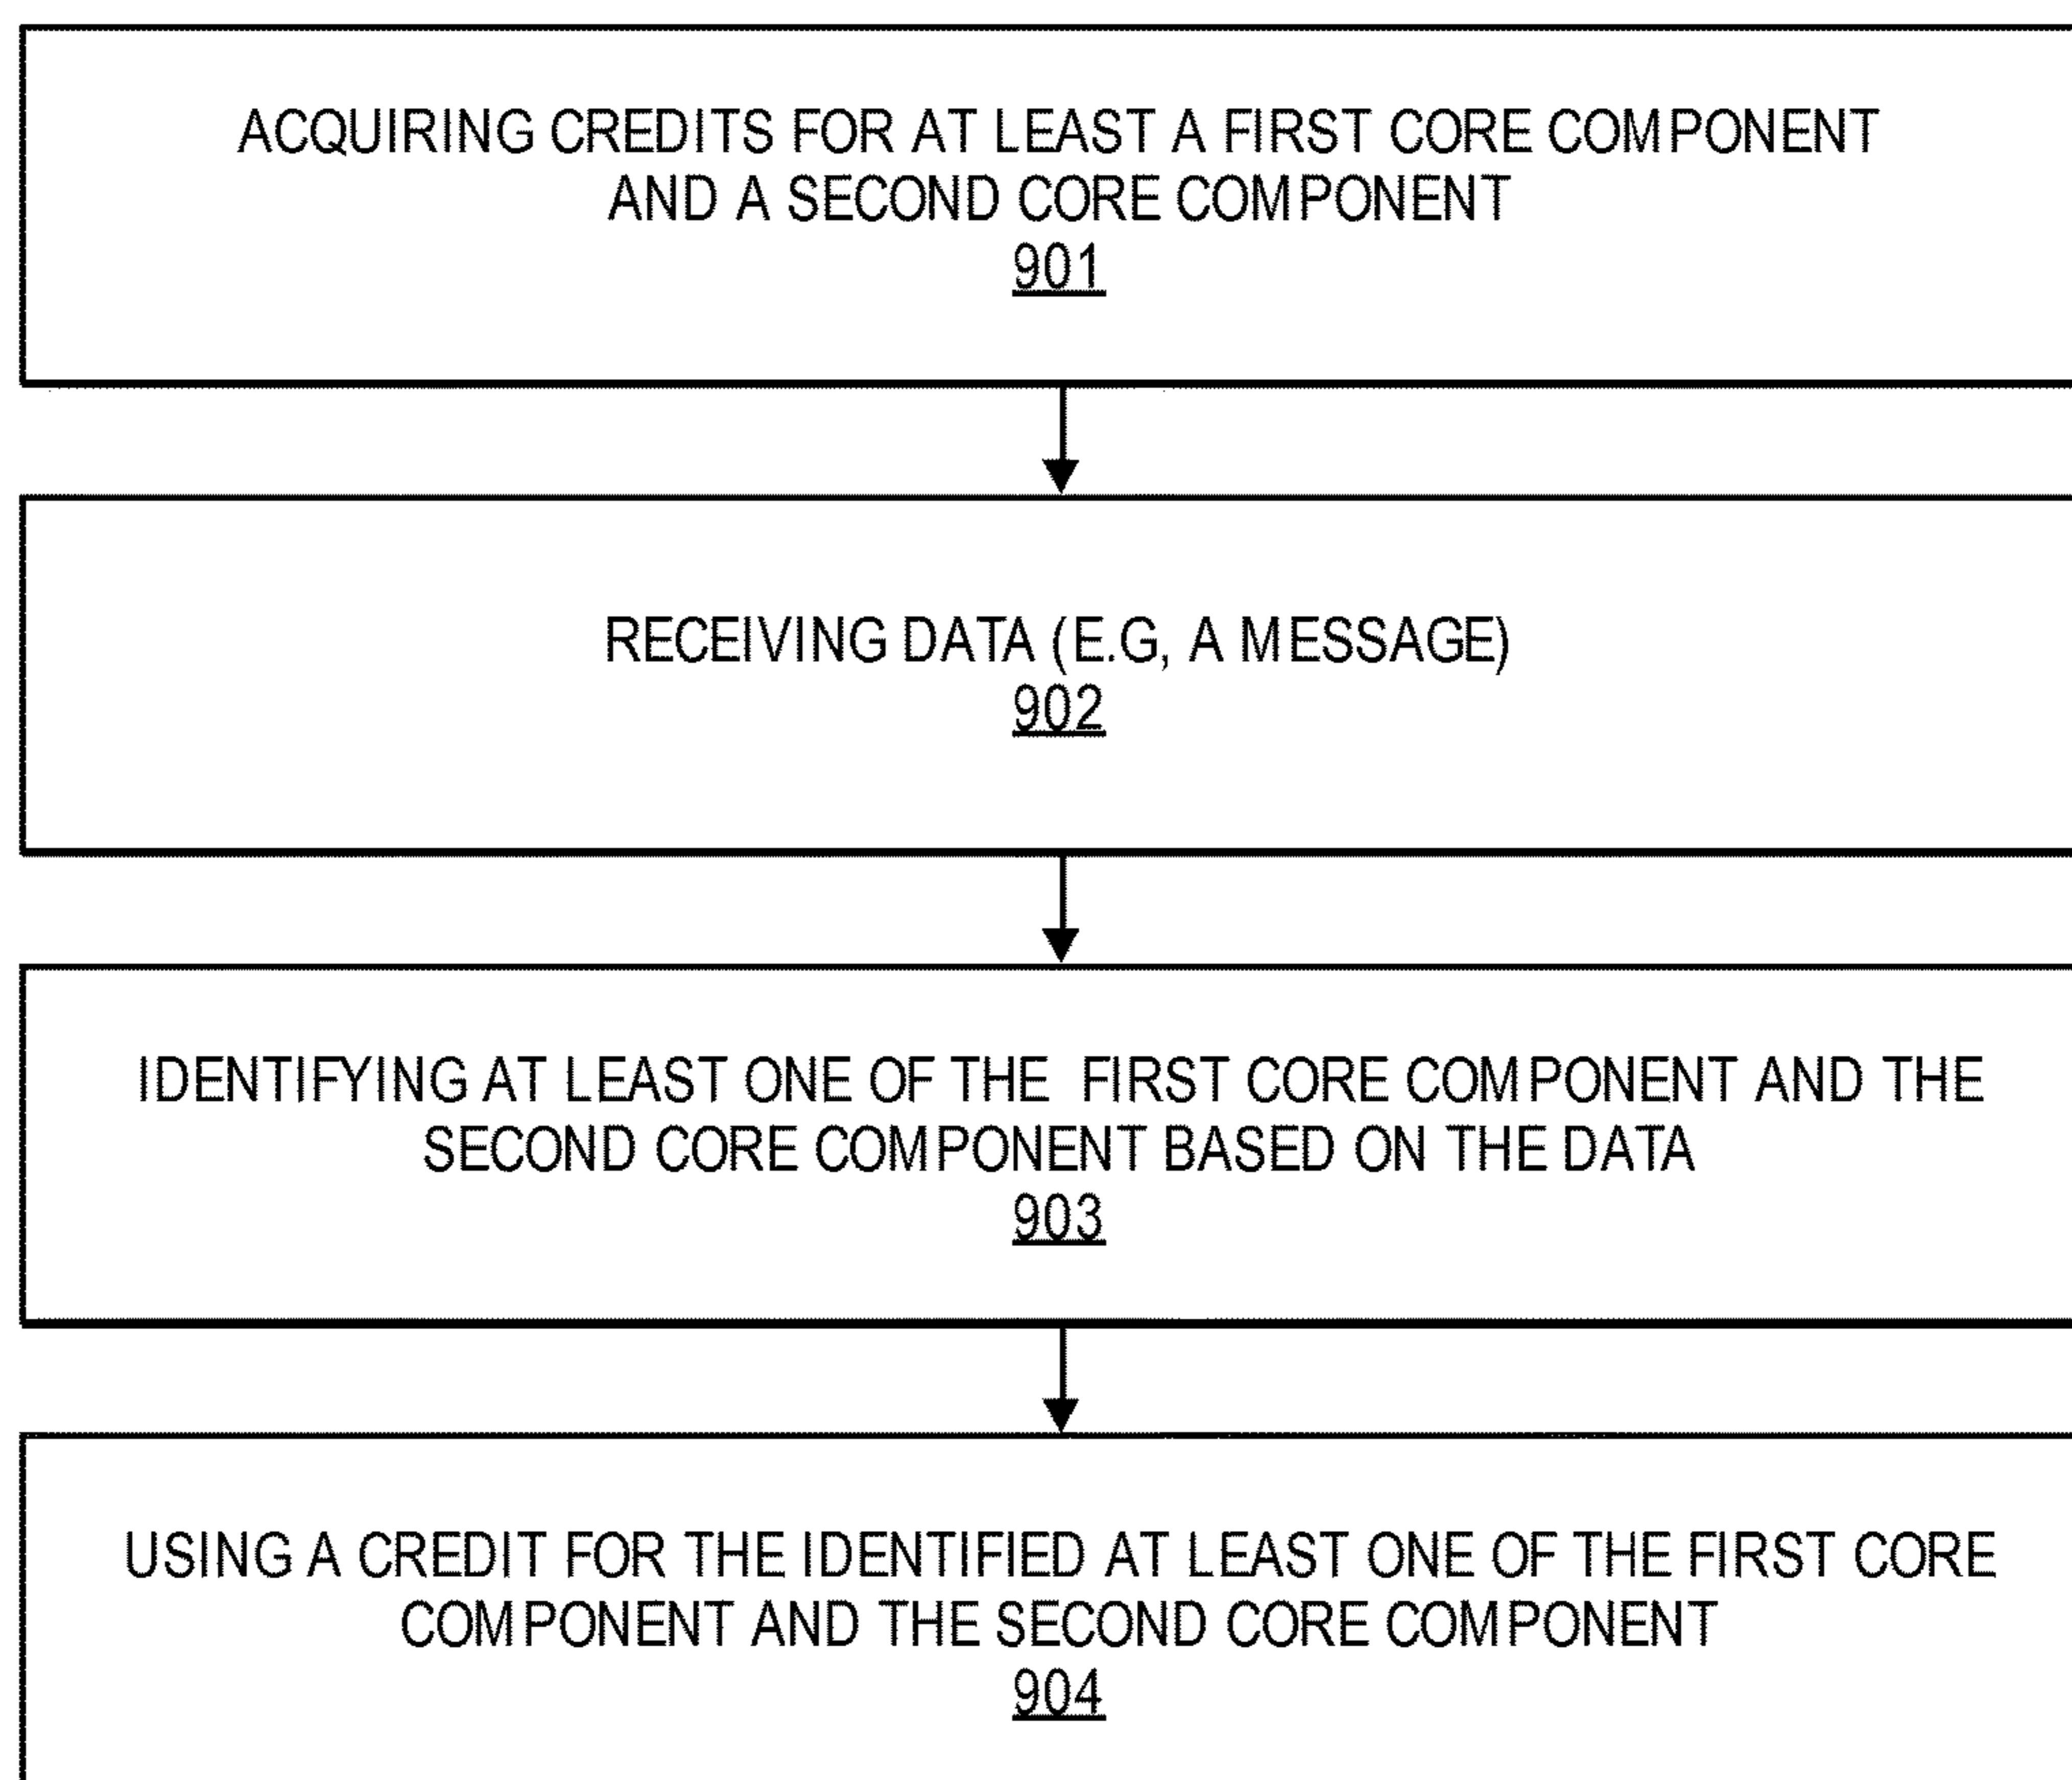 ACQUIRING CREDITS FOR AT LEAST A FIRST CORE COMPONENT
AND A SECOND CORE COMPONENT
901
RECEIVING DATA (E.G, A MESSAGE)
902
IDENTIFYING AT LEAST ONE OF THE FIRST CORE COMPONENT AND THE
SECOND CORE COMPONENT BASED ON THE DATA
903
USING A CREDIT FOR THE IDENTIFIED AT LEAST ONE OF THE FIRST CORE
COMPONENT AND THE SECOND CORE COMPONENT
904